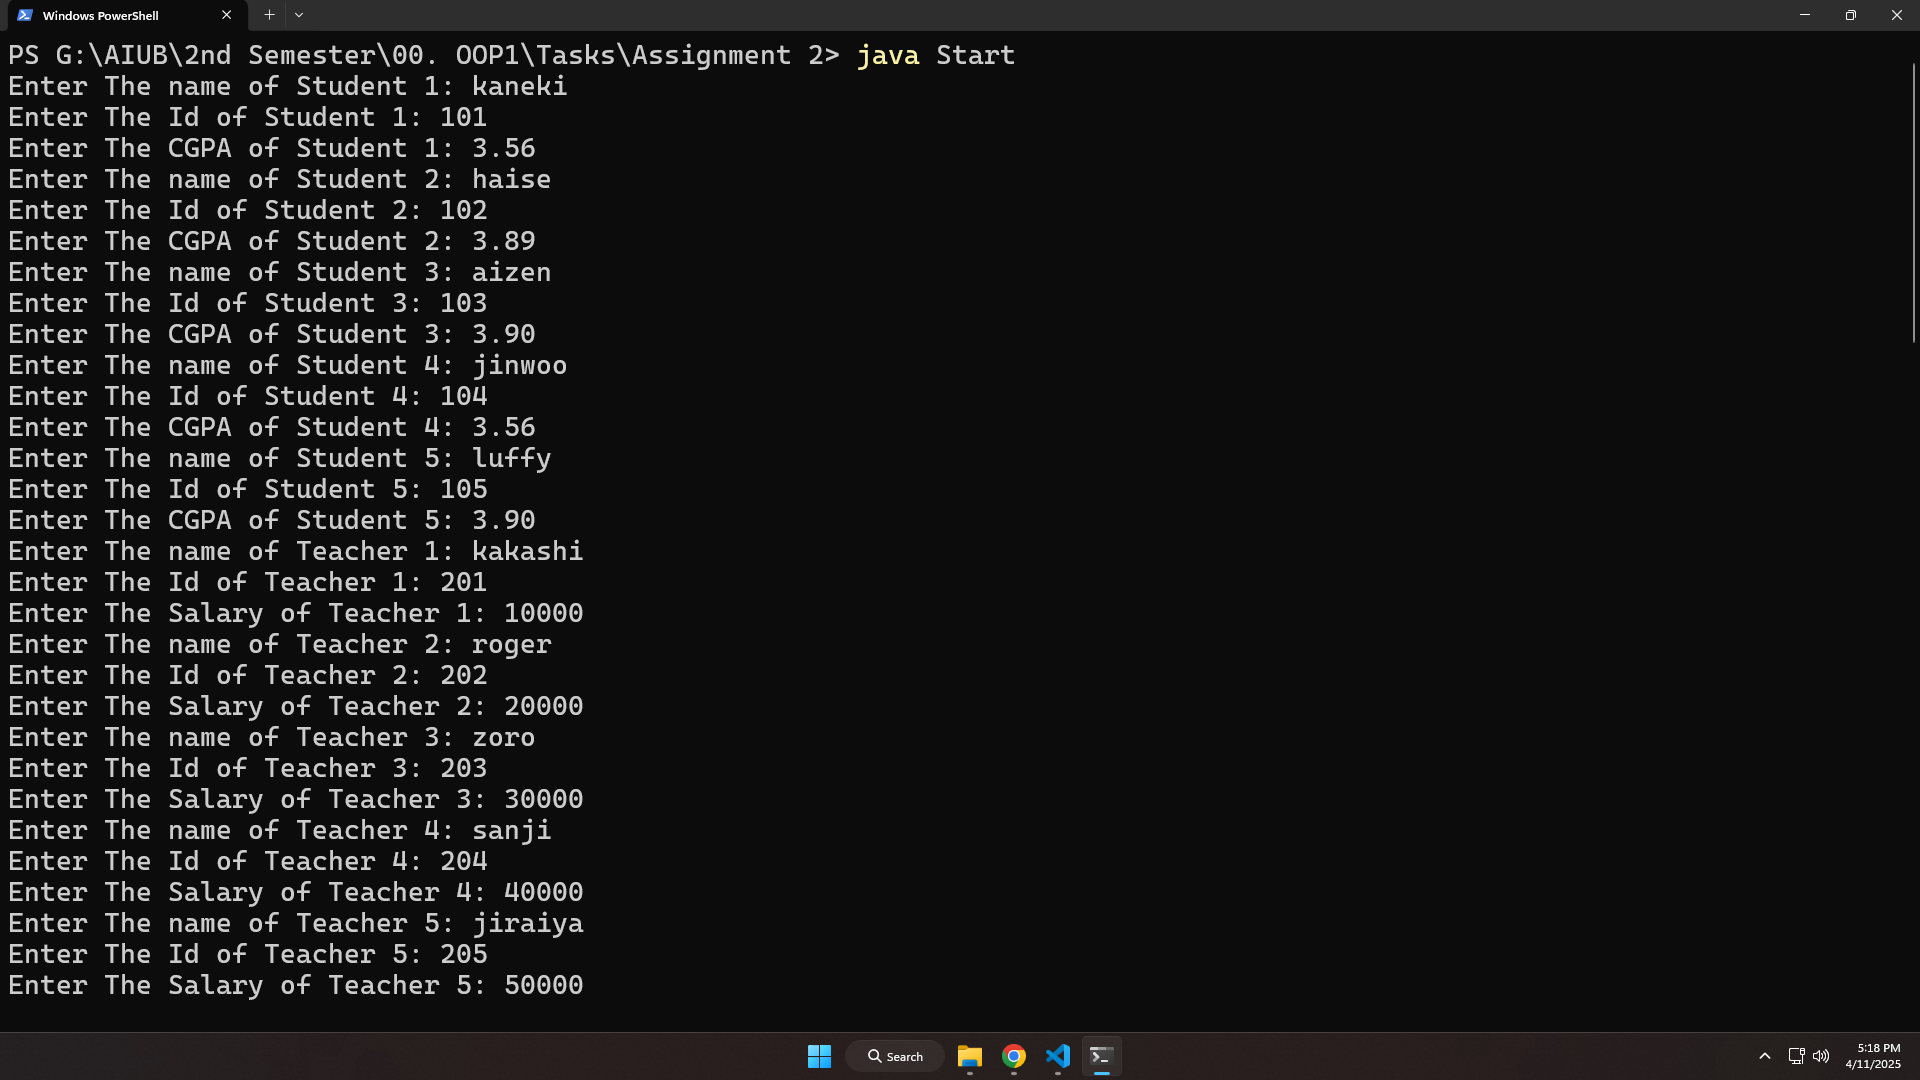 Windows PowerShell
PS G:\AIUB\2nd Semester\00. OOP1\Tasks\Assignment 2> java Start
Enter The name of Student 1: kaneki
Enter The Id of Student 1: 101
Enter The CGPA of Student 1: 3.56
Enter The name of Student 2: haise
Enter The Id of Student 2: 102
Enter The CGPA of Student 2: 3.89
Enter The name of Student 3: aizen
Enter The Id of Student 3: 103
Enter The CGPA of Student 3: 3.90
Enter The name of Student 4: jinwoo
Enter The Id of Student 4: 104
Enter The CGPA of Student 4: 3.56
Enter The name of Student 5: luffy
Enter The Id of Student 5: 105
Enter The CGPA of Student 5: 3.90
Enter The name of Teacher 1: kakashi
Enter The Id of Teacher 1: 201
Enter The Salary of Teacher 1: 10000
Enter The name of Teacher 2: roger
Enter The Id of Teacher 2: 202
Enter The Salary of Teacher 2: 20000
Enter The name of Teacher 3: zoro
Enter The Id of Teacher 3: 203
Enter The Salary of Teacher 3: 30000
Enter The name of Teacher 4: sanji
Enter The Id of Teacher 4: 204
Enter The Salary of Teacher 4: 40000
Enter The name of Teacher 5: jiraiya
Enter The Id of Teacher 5: 205
Enter The Salary of Teacher 5: 50000
Search
5:18 PM
4/11/2025